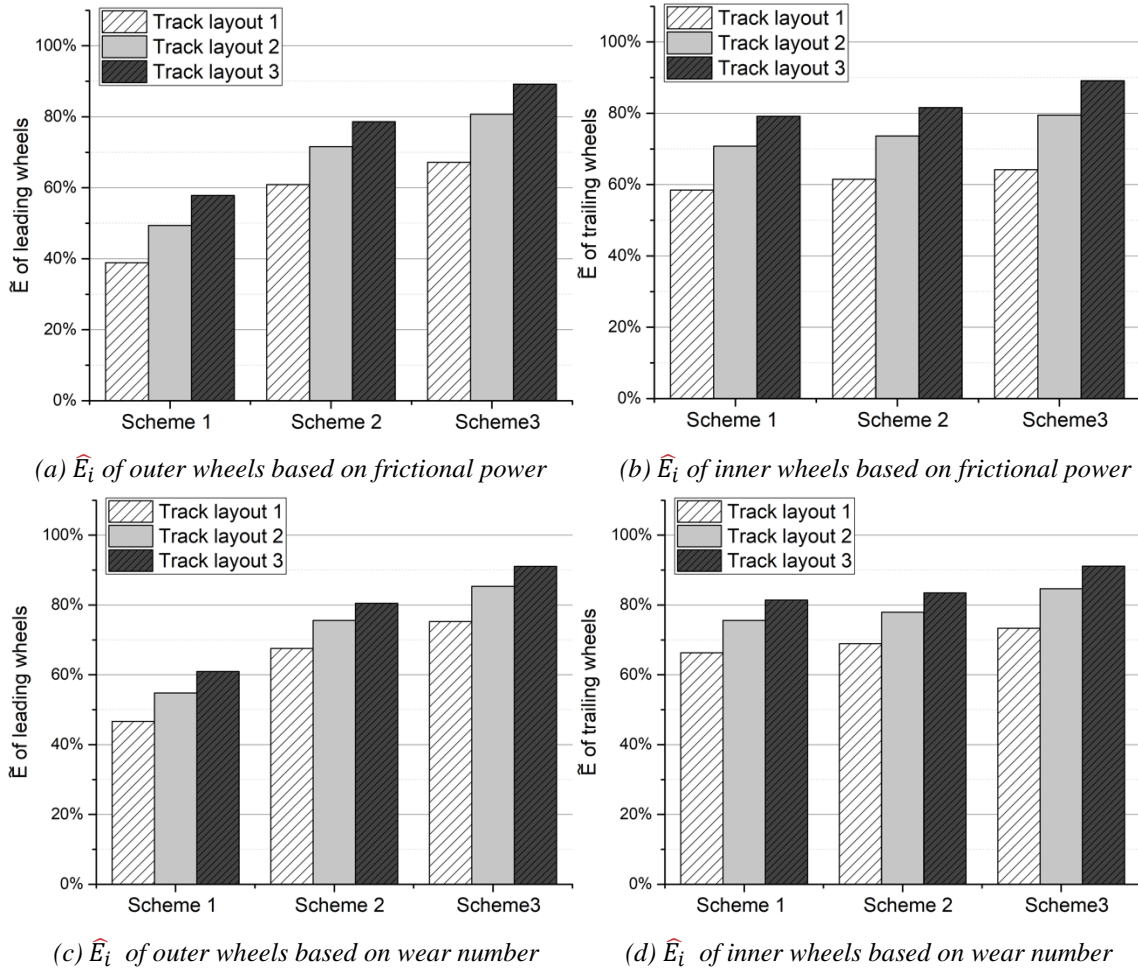 Track layout 1
Track layout 2
Track layout 3
100%
80%
60%
40%
20%
0%
Ẽ of leading wheels
Scheme 1 Scheme 2 Scheme3
(a) Ê_i of outer wheels based on frictional power
Track layout 1
Track layout 2
Track layout 3
100%
80%
60%
40%
20%
0%
Ẽ of trailing wheels
Scheme 1 Scheme 2 Scheme3
(b) Ê_i of inner wheels based on frictional power
Track layout 1
Track layout 2
Track layout 3
100%
80%
60%
40%
20%
0%
Ẽ of leading wheels
Scheme 1 Scheme 2 Scheme3
(c) Ê_i of outer wheels based on wear number
Track layout 1
Track layout 2
Track layout 3
100%
80%
60%
40%
20%
0%
Ẽ of trailing wheels
Scheme 1 Scheme 2 Scheme3
(d) Ê_i of inner wheels based on wear number